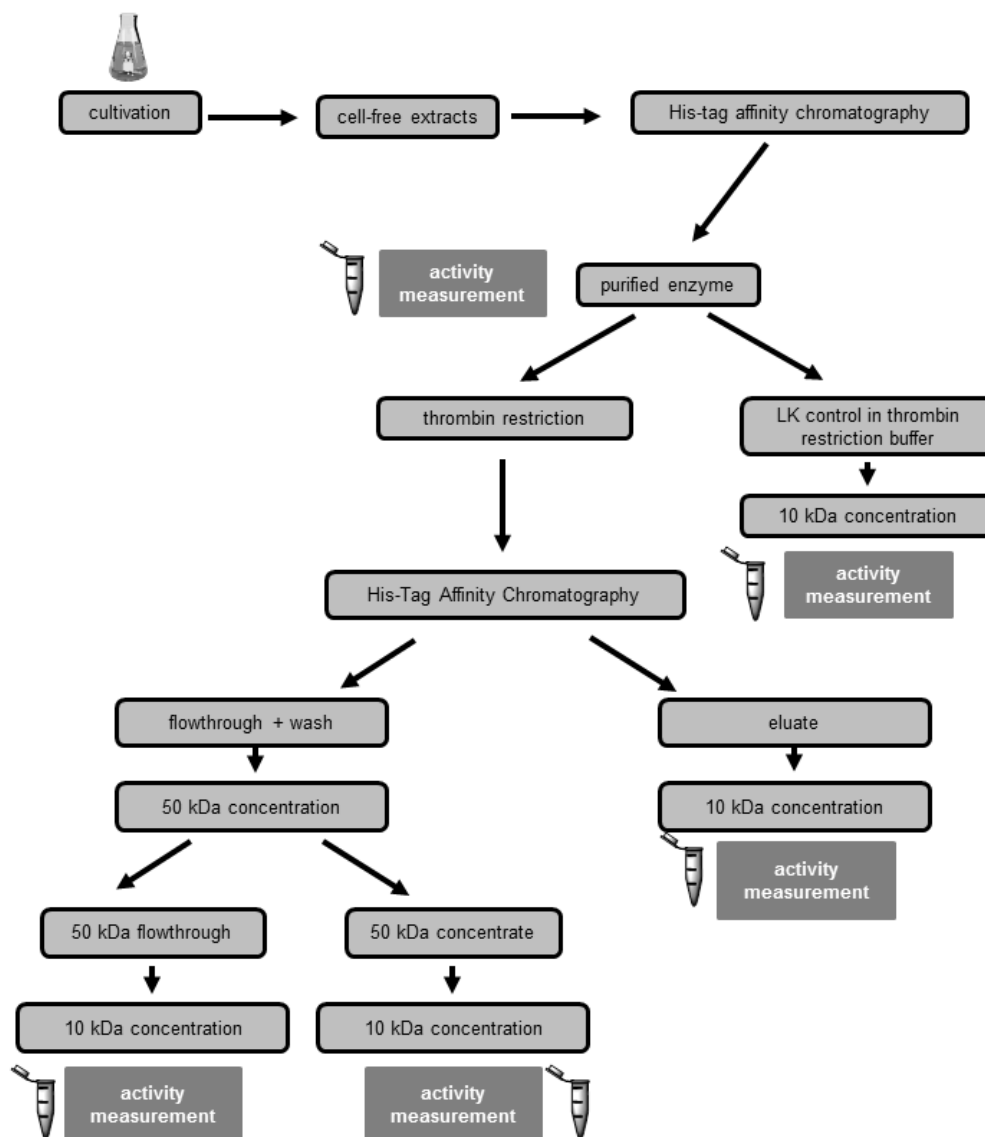 cultivation
cell-free extracts
His-tag affinity chromatography
activity
measurement
purified enzyme
thrombin restriction
LK control in thrombin
restriction buffer
10 kDa concentration
activity
measurement
His-Tag Affinity Chromatography
flowthrough + wash
eluate
50 kDa concentration
10 kDa concentration
activity
measurement
50 kDa flowthrough
50 kDa concentrate
10 kDa concentration
10 kDa concentration
activity
measurement
activity
measurement